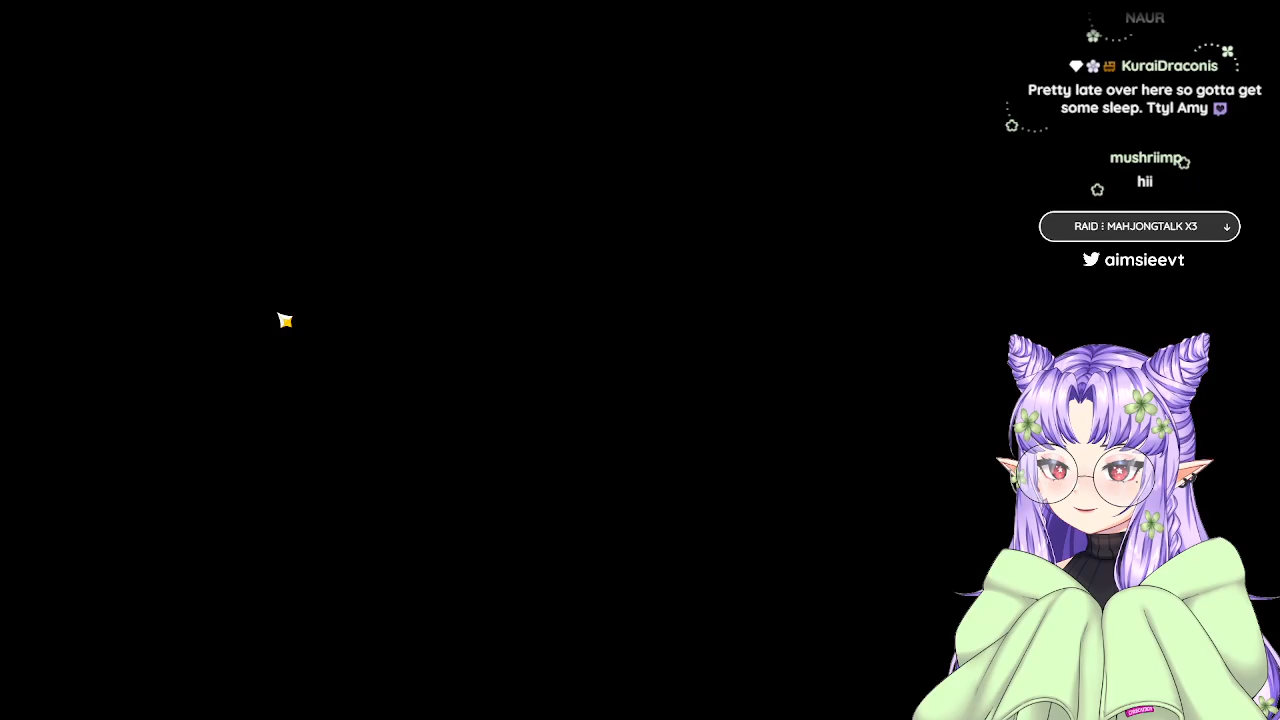 NAUR
KuraiDraconis
Pretty late over here so gotta get
some sleep. Ttyl Amy
mushriimp
hii
RAID : MAHJONGTALK X3 ↓
aimsieevt